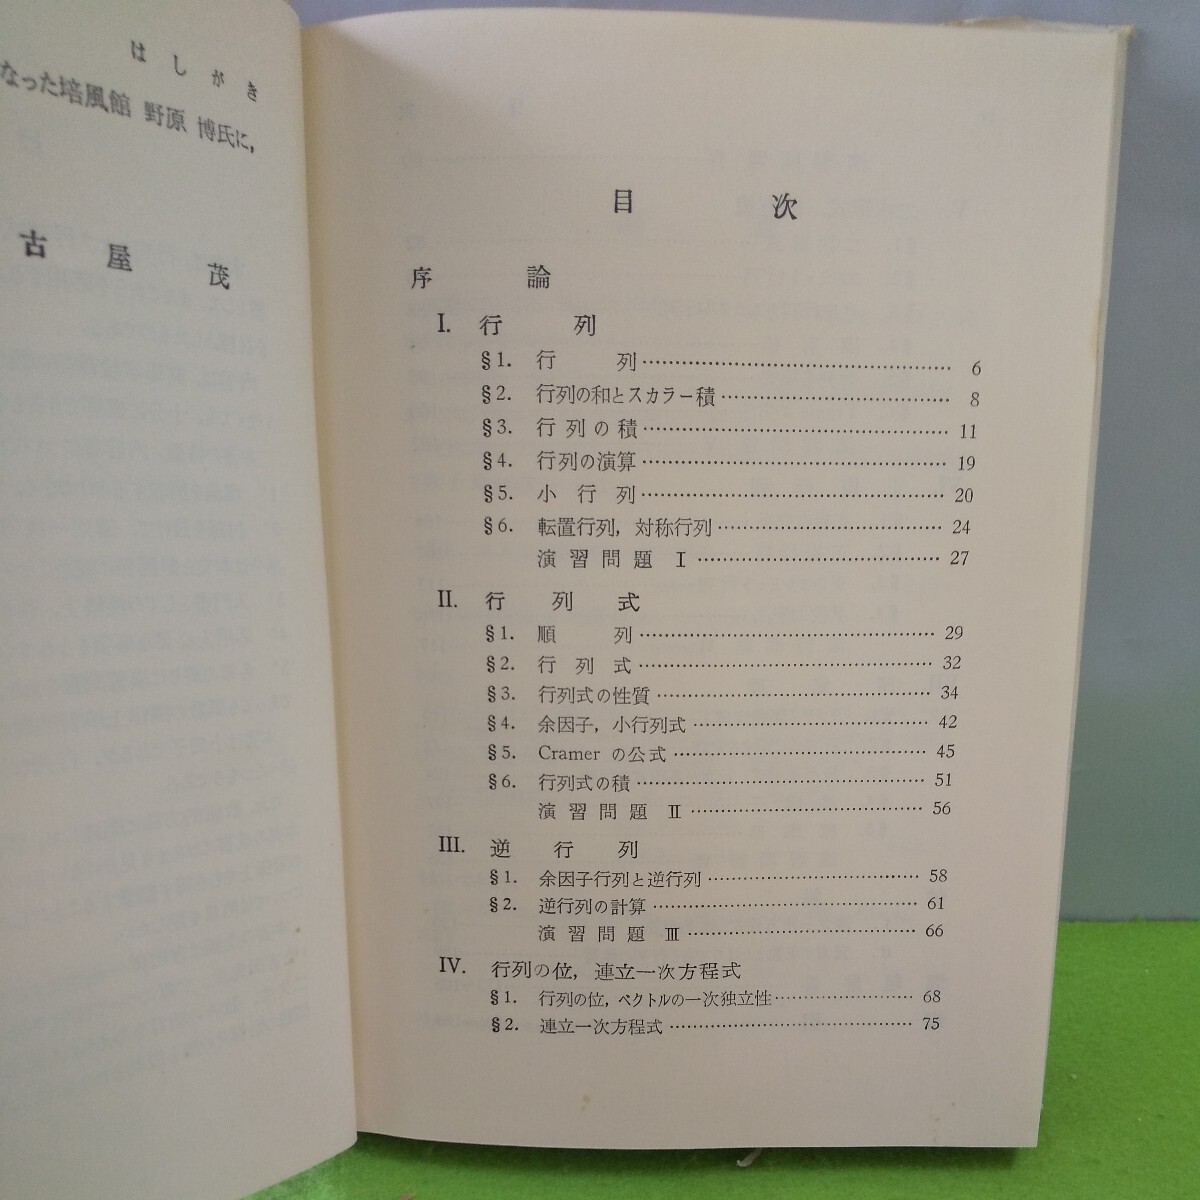 はしがき
なった培風館 野原 博氏に,
古屋 茂
目次
序論
I. 行列
§1. 行列 6
§2. 行列の和とスカラー積 8
§3. 行列の積 11
§4. 行列の演算 19
§5. 小行列 20
§6. 転置行列, 対称行列 24
演習問題 I 27
II. 行列式
§1. 順列 29
§2. 行列式 32
§3. 行列式の性質 34
§4. 余因子, 小行列式 42
§5. Cramer の公式 45
§6. 行列式の積 51
演習問題 II 56
III. 逆行列
§1. 余因子行列と逆行列 58
§2. 逆行列の計算 61
演習問題 III 66
IV. 行列の位, 連立一次方程式
§1. 行列の位, ベクトルの一次独立性 68
§2. 連立一次方程式 75